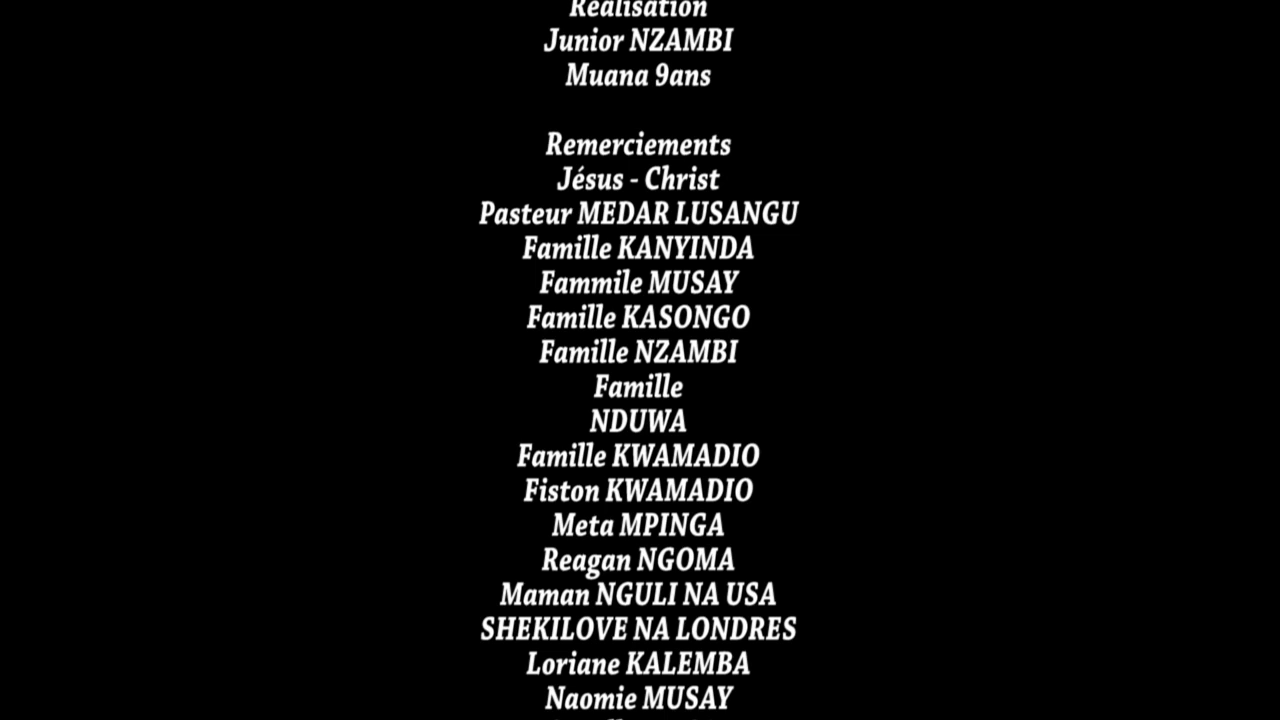 Réalisation
Junior NZAMBI
Muana 9ans
Remerciements
Jésus - Christ
Pasteur MEDAR LUSANGU
Famille KANYINDA
Fammile MUSAY
Famille KASONGO
Famille NZAMBI
Famille
NDUWA
Famille KWAMADIO
Fiston KWAMADIO
Meta MPINGA
Reagan NGOMA
Maman NGULI NA USA
SHEKILOVE NA LONDRES
Loriane KALEMBA
Naomie MUSAY